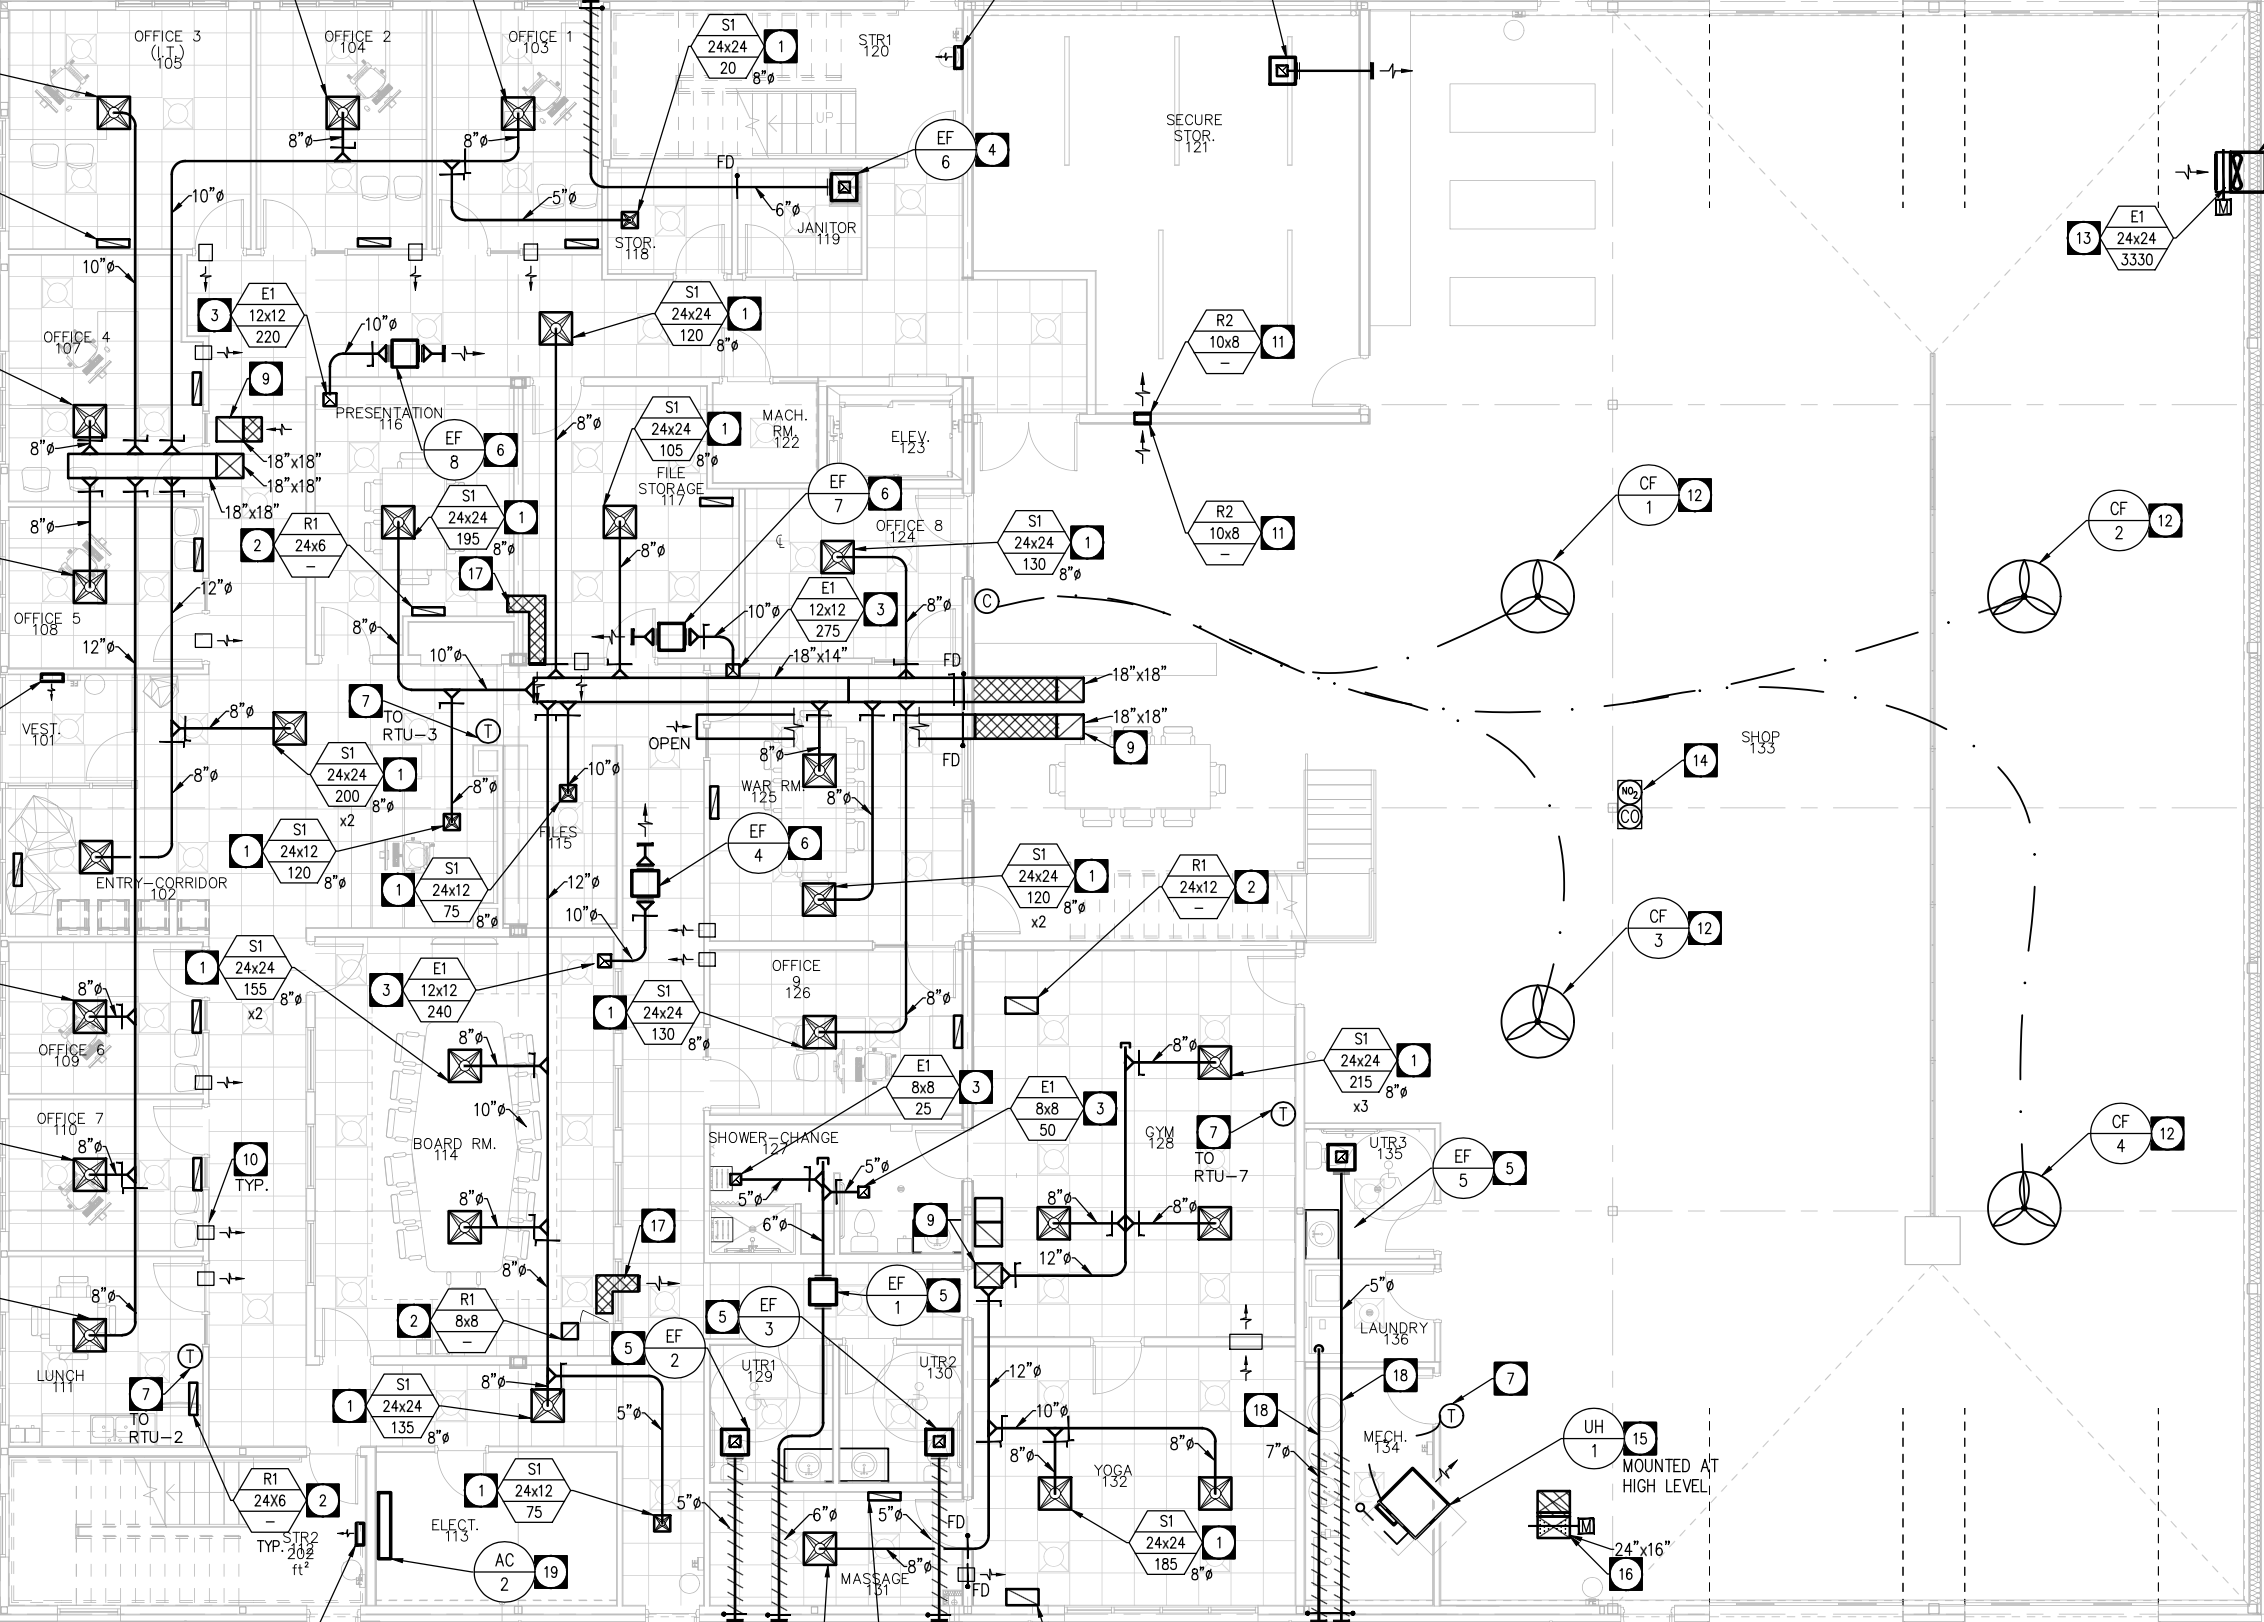 OFFICE 3
(I.T.)
105
OFFICE 2
104
OFFICE 1
103
S1
24x24
20
1
8"ø
STR1
120
UP
8"ø
8"ø
FD
EF
6
4
SECURE
STOR.
121
10"ø
5"ø
6"ø
JANITOR
119
STOR.
118
13
E1
24x24
3330
M
10"ø
3
E1
12x12
220
10"ø
S1
24x24
120
1
8"ø
OFFICE 4
107
9
R2
10x8
–
11
PRESENTATION
116
EF
8
6
8"ø
S1
24x24
105
1
8"ø
MACH.
RM.
122
ELEV.
123
8"ø
18"x18"
18"x18"
18"x18"
FILE
STORAGE
117
EF
7
6
CF
1
12
CF
2
12
8"ø
2
R1
24x6
–
S1
24x24
195
1
8"ø
OFFICE 8
124
℄
S1
24x24
130
1
8"ø
R2
10x8
–
11
8"ø
17
12"ø
OFFICE 5
108
8"ø
10"ø
E1
12x12
275
3
8"ø
C
12"ø
10"ø
18"x14"
FD
18"x18"
7
TO
RTU-3
T
VEST.
101
8"ø
OPEN
18"x18"
9
FD
SHOP
133
14
NO2
CO
S1
24x24
200
1
8"ø
x2
8"ø
8"ø
10"ø
8"ø
WAR RM.
125
8"ø
1
S1
24x12
120
8"ø
FILES
115
EF
4
6
ENTRY-CORRIDOR
102
1
S1
24x12
75
8"ø
12"ø
10"ø
S1
24x24
120
1
8"ø
x2
R1
24x12
–
2
CF
3
12
1
S1
24x24
155
8"ø
x2
3
E1
12x12
240
OFFICE
9
126
1
S1
24x24
130
8"ø
8"ø
8"ø
OFFICE 6
109
8"ø
8"ø
S1
24x24
215
1
8"ø
x3
E1
8x8
25
3
E1
8x8
50
3
OFFICE 7
110
8"ø
10"ø
BOARD RM.
114
SHOWER-CHANGE
127
GYM
128
7
TO
RTU-7
T
UTR3
135
EF
5
5
CF
4
12
10
TYP.
5"ø
5"ø
8"ø
8"ø
8"ø
6"ø
9
17
12"ø
8"ø
5"ø
8"ø
2
R1
8x8
–
EF
1
5
5
EF
3
5
EF
2
LAUNDRY
136
LUNCH
111
T
7
TO
RTU-2
UTR1
129
UTR2
130
12"ø
18
7
T
1
S1
24x24
135
8"ø
8"ø
5"ø
10"ø
8"ø
8"ø
18
7"ø
MECH.
134
UH
1
15
MOUNTED AT
HIGH LEVEL
R1
24X6
–
2
TYP.
STR2
112
202
ft²
ELECT.
113
1
S1
24x12
75
5"ø
6"ø
5"ø
FD
YOGA
132
S1
24x24
185
1
8"ø
M
24"x16"
16
AC
2
19
MASSAGE
131
8"ø
FD